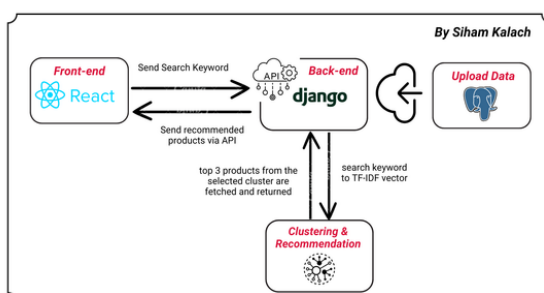 By Siham Kalach
Front-end
React
Send Search Keyword
Send recommended
products via API
API
Back-end
django
Upload Data
top 3 products from the
selected cluster are
fetched and returned
search keyword
to TF-IDF vector
Clustering &
Recommendation